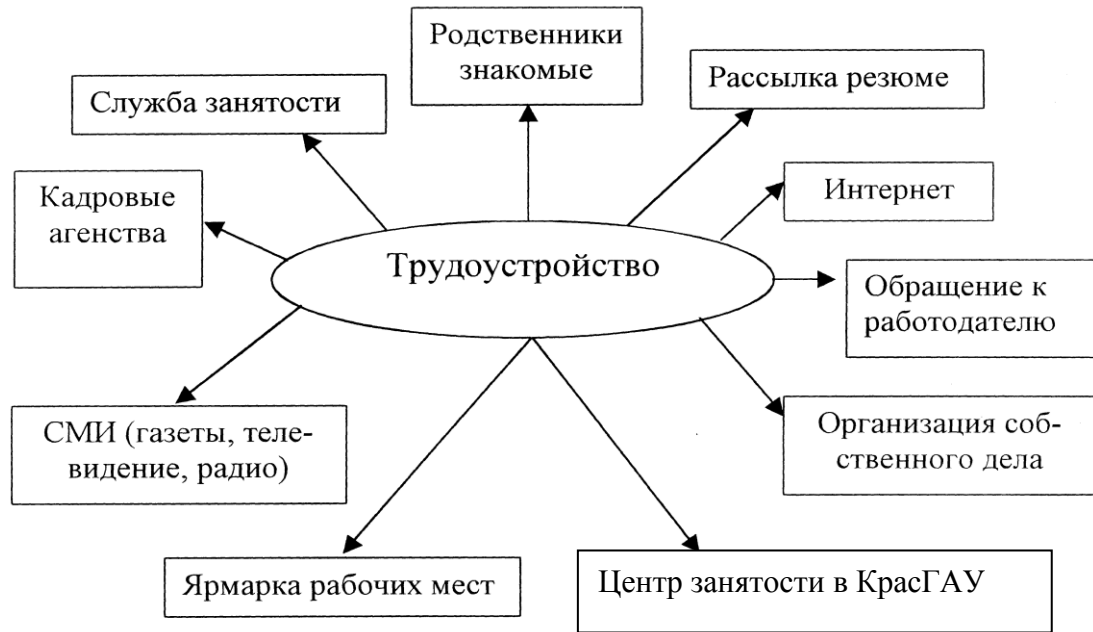 Родственники
знакомые
Рассылка резюме
Служба занятости
Интернет
Кадровые
агенства
Трудоустройство
Обращение к
работодателю
СМИ (газеты, теле-
видение, радио)
Организация соб-
ственного дела
Ярмарка рабочих мест
Центр занятости в КрасГАУ